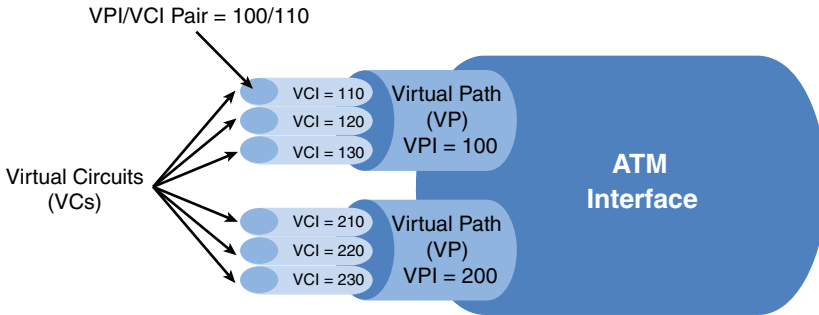 VPI/VCI Pair = 100/110
VCI = 110
VCI = 120
VCI = 130
Virtual Path
(VP)
VPI = 100
Virtual Circuits
(VCs)
ATM
Interface
VCI = 210
VCI = 220
VCI = 230
Virtual Path
(VP)
VPI = 200